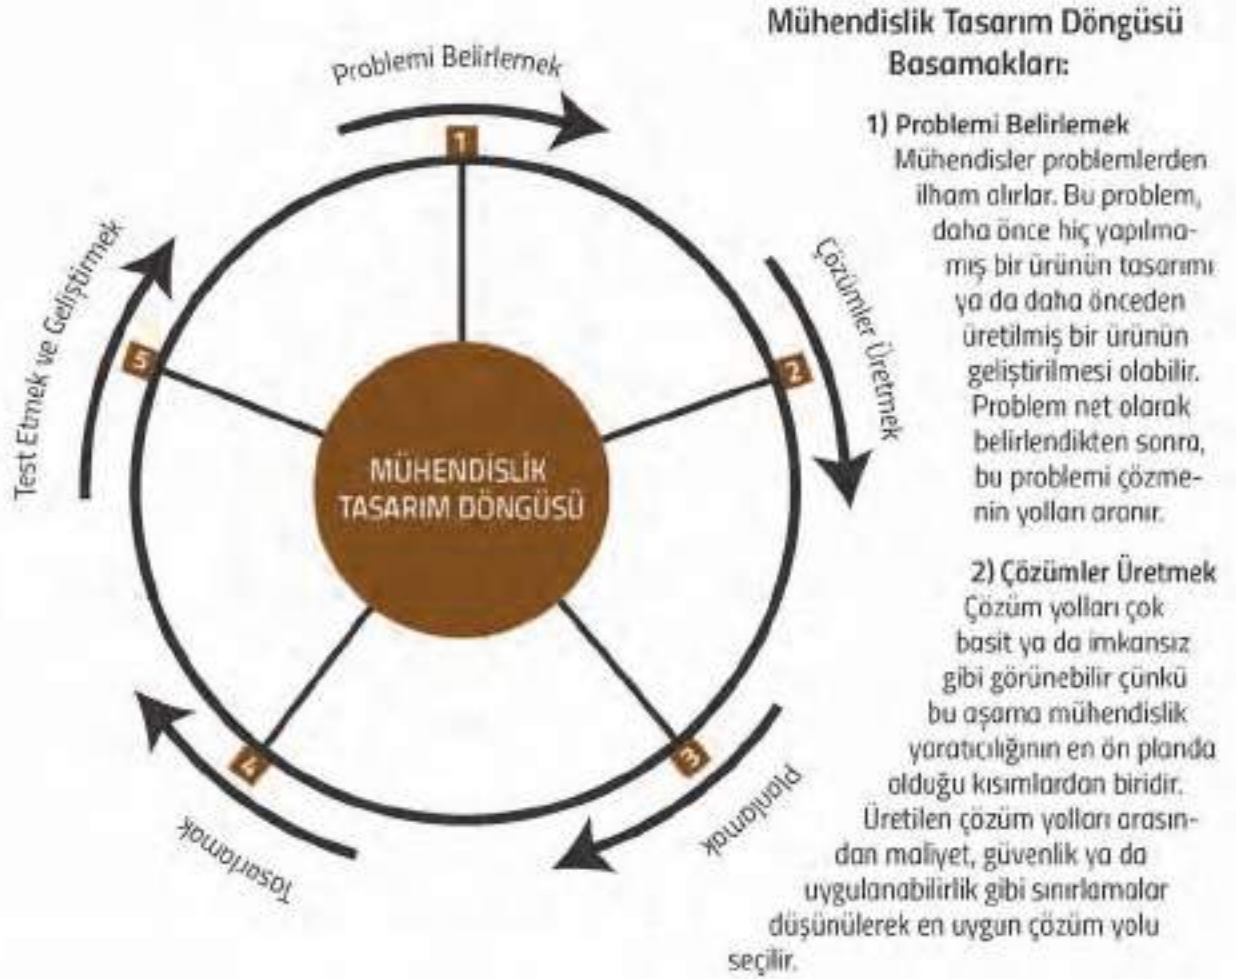 Problemi Belirlemek
1
Çözümler Üretmek
2
Planlamak
3
Tasarlamak
4
Test Etmek ve Geliştirmek
5
MÜHENDİSLİK
TASARIM DÖNGÜSÜ
Mühendislik Tasarım Döngüsü
Basamakları:
1) Problemi Belirlemek
Mühendisler problemlerden
ilham alırlar. Bu problem,
daha önce hiç yapılma-
mış bir ürünün tasarımı
ya da daha önceden
üretilmiş bir ürünün
geliştirilmesi olabilir.
Problem net olarak
belirlendikten sonra,
bu problemi çözme-
nin yolları aranır.
2) Çözümler Üretmek
Çözüm yolları çok
basit ya da imkansız
gibi görünebilir çünkü
bu aşama mühendislik
yaratıcılığının en ön planda
olduğu kısımlardan biridir.
Üretilen çözüm yolları arasın-
dan maliyet, güvenlik ya da
uygulanabilirlik gibi sınırlamalar
düşünülerek en uygun çözüm yolu
seçilir.